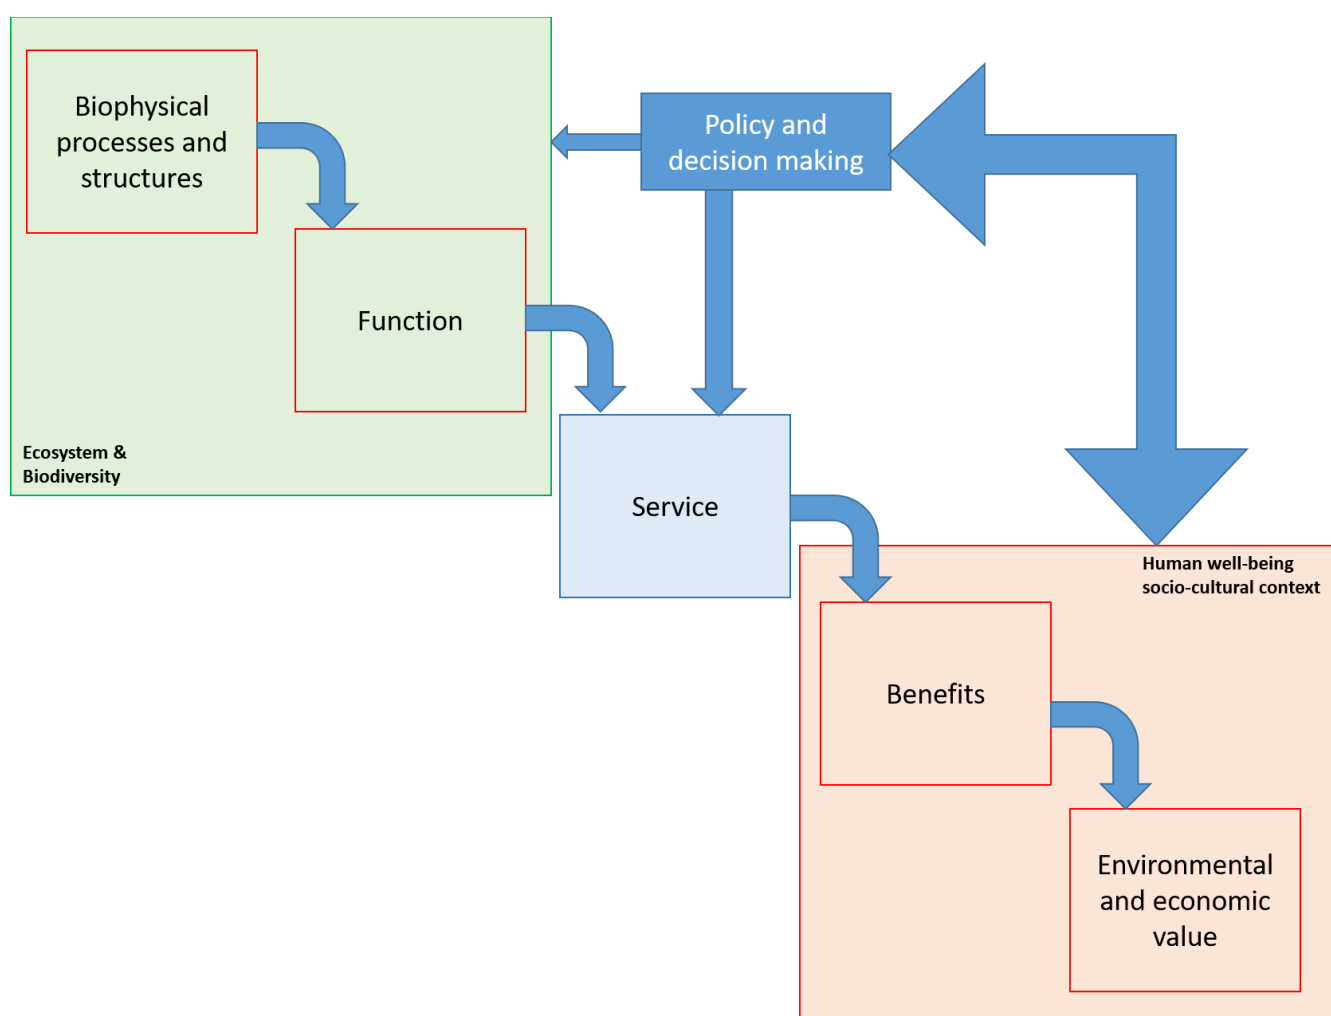 Biophysical
processes and
structures
Policy and
decision making
Function
Ecosystem &
Biodiversity
Service
Human well-being
socio-cultural context
Benefits
Environmental
and economic
value